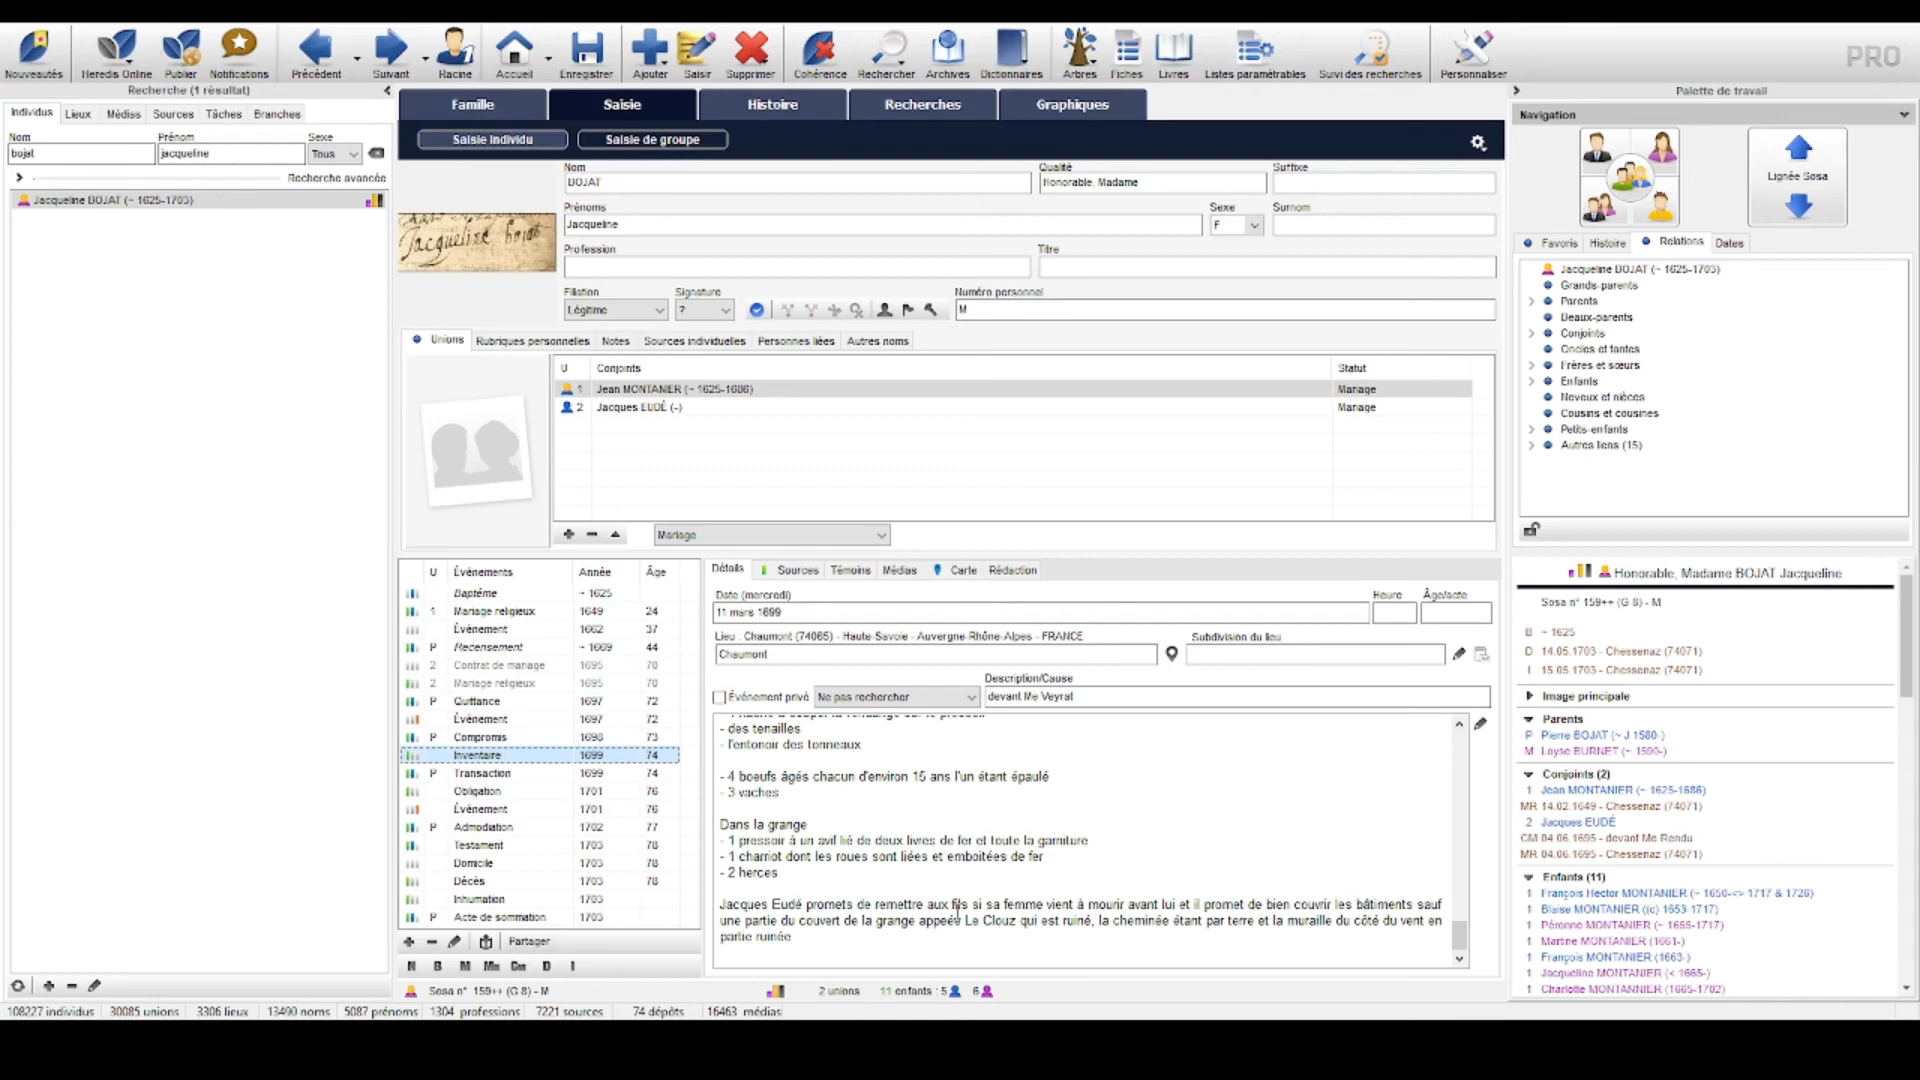 Nouveautés
Heredis Online
Publier
Notifications
Précédent
Suivant
Racine
Accueil
Enregistrer
Ajouter
Saisir
Supprimer
Cohérence
Rechercher
Archives
Dictionnaires
Arbres
Fiches
Livres
Listes paramétrables
Suivi des recherches
Personnaliser
PRO
Recherche (1 résultat)
Individus Lieux Médias Sources Tâches Branches
Nom Prénom Sexe
bojat jacqueline Tous
Recherche avancée
Jacqueline BOJAT (~ 1625-1703)
Famille Saisie Histoire Recherches Graphiques
Saisie individu Saisie de groupe
Nom Qualité Suffixe
BOJAT Honorable, Madame
Prénoms Sexe Surnom
Jacqueline F
Jacqueline bojat
Profession Titre
Filiation Signature Numéro personnel
Légitime ? M
Unions Rubriques personnelles Notes Sources individuelles Personnes liées Autres noms
U Conjoints Statut
1 Jean MONTANIER (~ 1625-1686) Mariage
2 Jacques EUDÉ (-) Mariage
Mariage
U Événements Année Âge
Baptême ~ 1625
1 Mariage religieux 1649 24
Événement 1662 37
P Recensement ~ 1669 44
2 Contrat de mariage 1695 70
2 Mariage religieux 1695 70
P Quittance 1697 72
Événement 1697 72
P Compromis 1698 73
Inventaire 1699 74
P Transaction 1699 74
Obligation 1701 76
Événement 1701 76
P Admodiation 1702 77
Testament 1703 78
Domicile 1703 78
Décès 1703 78
Inhumation 1703
P Acte de sommation 1703
Partager
N B M D I
Détails Sources Témoins Médias Carte Rédaction
Date (mercredi) Heure Âge/acte
11 mars 1699
Lieu : Chaumont (74065) - Haute-Savoie - Auvergne-Rhône-Alpes - FRANCE Subdivision du lieu
Chaumont
Description/Cause
Événement privé Ne pas rechercher devant Me Veyrat
- des tenailles
- l'entonoir des tonneaux
- 4 boeufs âgés chacun d'environ 15 ans l'un étant épaulé
- 3 vaches
Dans la grange
- 1 pressoir à un avif lié de deux livres de fer et toute la garniture
- 1 charriot dont les roues sont liées et emboitées de fer
- 2 herces
Jacques Eudé promets de remettre aux fils si sa femme vient à mourir avant lui et il promet de bien couvrir les bâtiments sauf
une partie du couvert de la grange appeév Le Clouz qui est ruiné, la cheminée étant par terre et la muraille du côté du vent en
partie ruinée
Sosa n° 159++ (G 8) - M 2 unions 11 enfants : 5 6
108227 individus 30085 unions 3306 lieux 13490 noms 5087 prénoms 1304 professions 7221 sources 74 dépôts 16463 médias
Palette de travail
Navigation
Lignée Sosa
Favoris Histoire Relations Dates
Jacqueline BOJAT (~ 1625-1703)
Grands-parents
Parents
Beaux-parents
Conjoints
Oncles et tantes
Frères et sœurs
Enfants
Neveux et nièces
Cousins et cousines
Petits-enfants
Autres liens (15)
Honorable, Madame BOJAT Jacqueline
Sosa n° 159++ (G 8) - M
B ~ 1625
D 14.05.1703 - Chessenaz (74071)
I 15.05.1703 - Chessenaz (74071)
Image principale
Parents
P Pierre BOJAT (~ J 1580-)
M Loyse BURNET (~ 1590-)
Conjoints (2)
1 Jean MONTANIER (~ 1625-1686)
MR 14.02.1649 - Chessenaz (74071)
2 Jacques EUDÉ
CM 04.06.1695 - devant Me Rendu
MR 04.06.1695 - Chessenaz (74071)
Enfants (11)
1 François Hector MONTANIER (~ 1650-<> 1717 & 1726)
1 Blaise MONTANIER ((c) 1653-1717)
1 Péronne MONTANIER (~ 1655-1717)
1 Martine MONTANIER (1661-)
1 François MONTANIER (1663-)
1 Jacqueline MONTANIER (< 1665-)
1 Charlotte MONTANNIER (1665-1702)